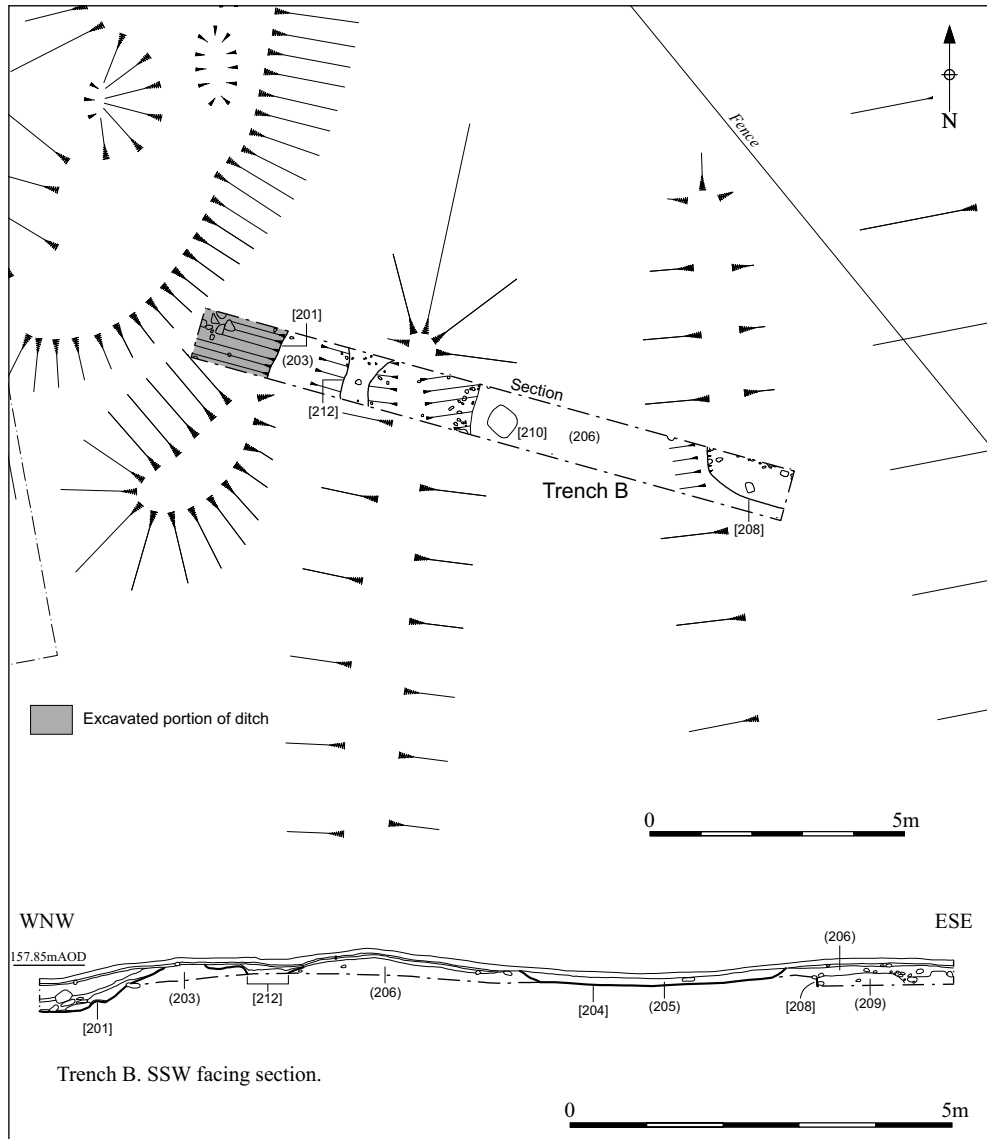 N
Fence
[201]
(203)
[212]
Section
[210]
(206)
Trench B
[208]
Excavated portion of ditch
0 5m
WNW
ESE
157.85mAOD
(206)
(203)
[212]
(206)
[204]
(205)
[208]
(209)
[201]
Trench B. SSW facing section.
0 5m